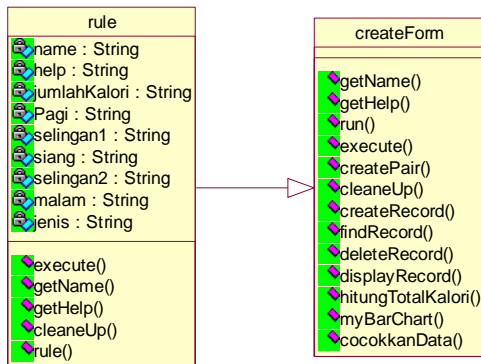 rule
name : String
help : String
jumlahKalori : String
Pagi : String
selingan1 : String
siang : String
selingan2 : String
malam : String
jenis : String
execute()
getName()
getHelp()
cleaneUp()
rule()
createForm
getName()
getHelp()
run()
execute()
createPair()
cleaneUp()
createRecord()
findRecord()
deleteRecord()
displayRecord()
hitungTotalKalori()
myBarChart()
cocokkanData()